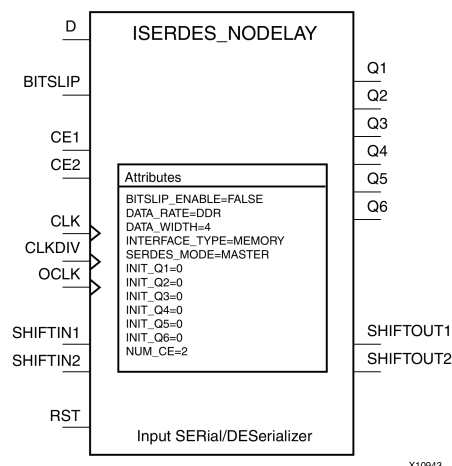 D
ISERDES_NODELAY
Q1
BITSLIP
Q2
Q3
CE1
Q4
CE2
Q5
Q6
Attributes
BITSLIP_ENABLE=FALSE
DATA_RATE=DDR
DATA_WIDTH=4
INTERFACE_TYPE=MEMORY
SERDES_MODE=MASTER
INIT_Q1=0
INIT_Q2=0
INIT_Q3=0
INIT_Q4=0
INIT_Q5=0
INIT_Q6=0
NUM_CE=2
CLK
CLKDIV
OCLK
SHIFTIN1
SHIFTIN2
SHIFTOUT1
SHIFTOUT2
RST
Input SERial/DESerializer
X10943